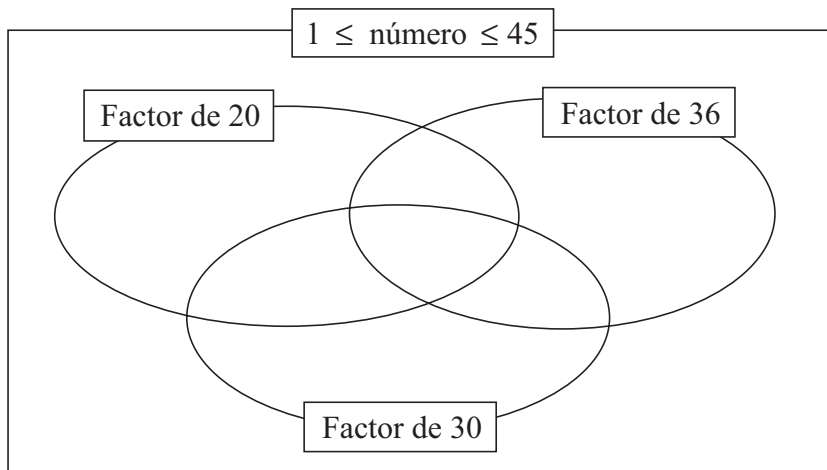 1 ≤ número ≤ 45
Factor de 20
Factor de 36
Factor de 30